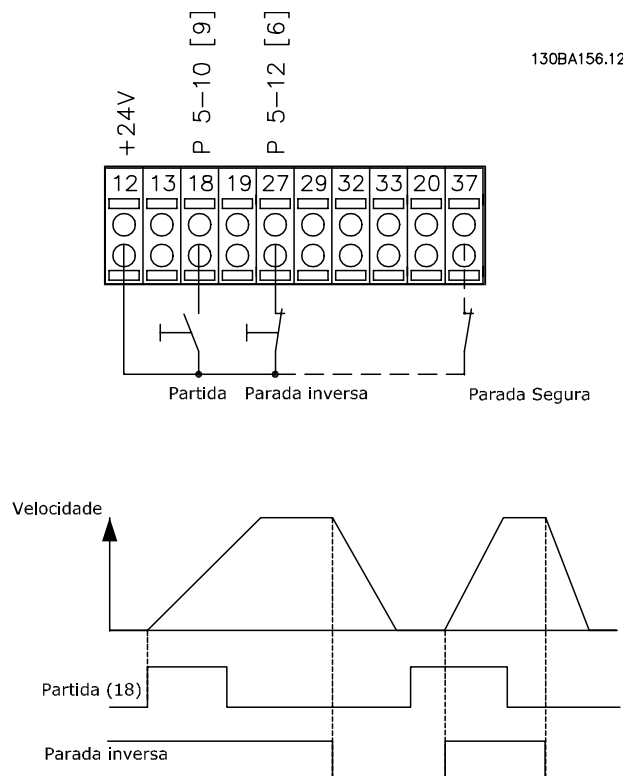 P 5-10 [9]
P 5-12 [6]
130BA156.12
+24V
12 13 18 19 27 29 32 33 20 37
Partida Parada inversa Parada Segura
Velocidade
Partida (18)
Parada inversa